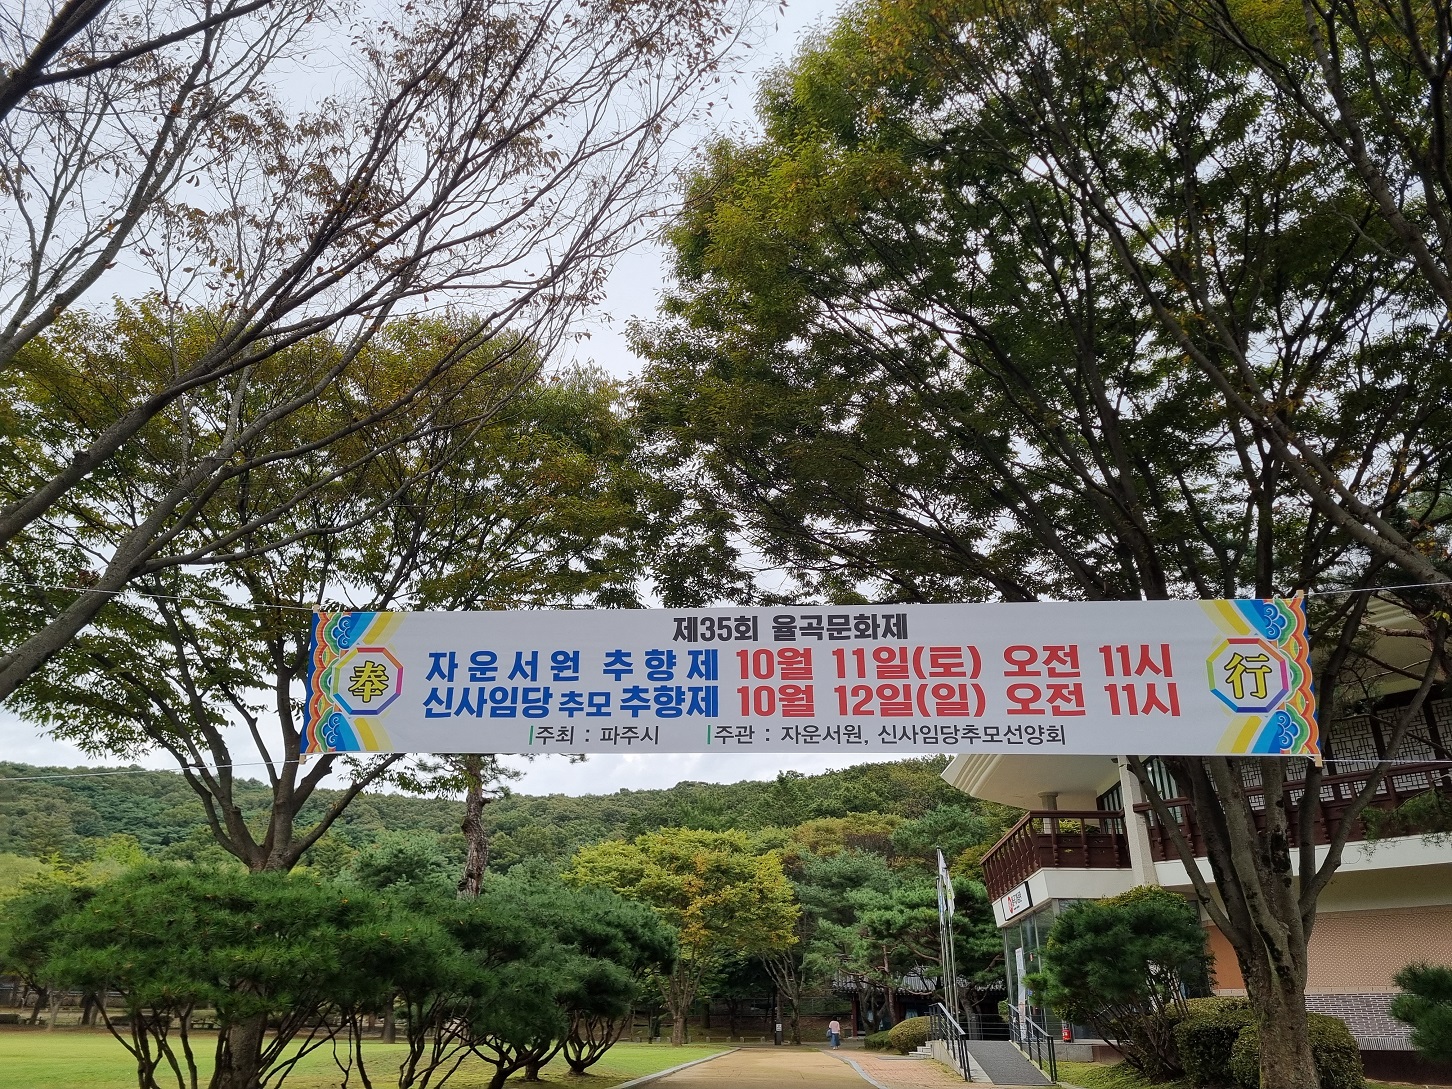 제35회 율곡문화제
奉 자운서원 추향제 10월 11일(토) 오전 11시 行
신사임당 추모 추향제 10월 12일(일) 오전 11시
주최 : 파주시 주관 : 자운서원, 신사임당추모선양회